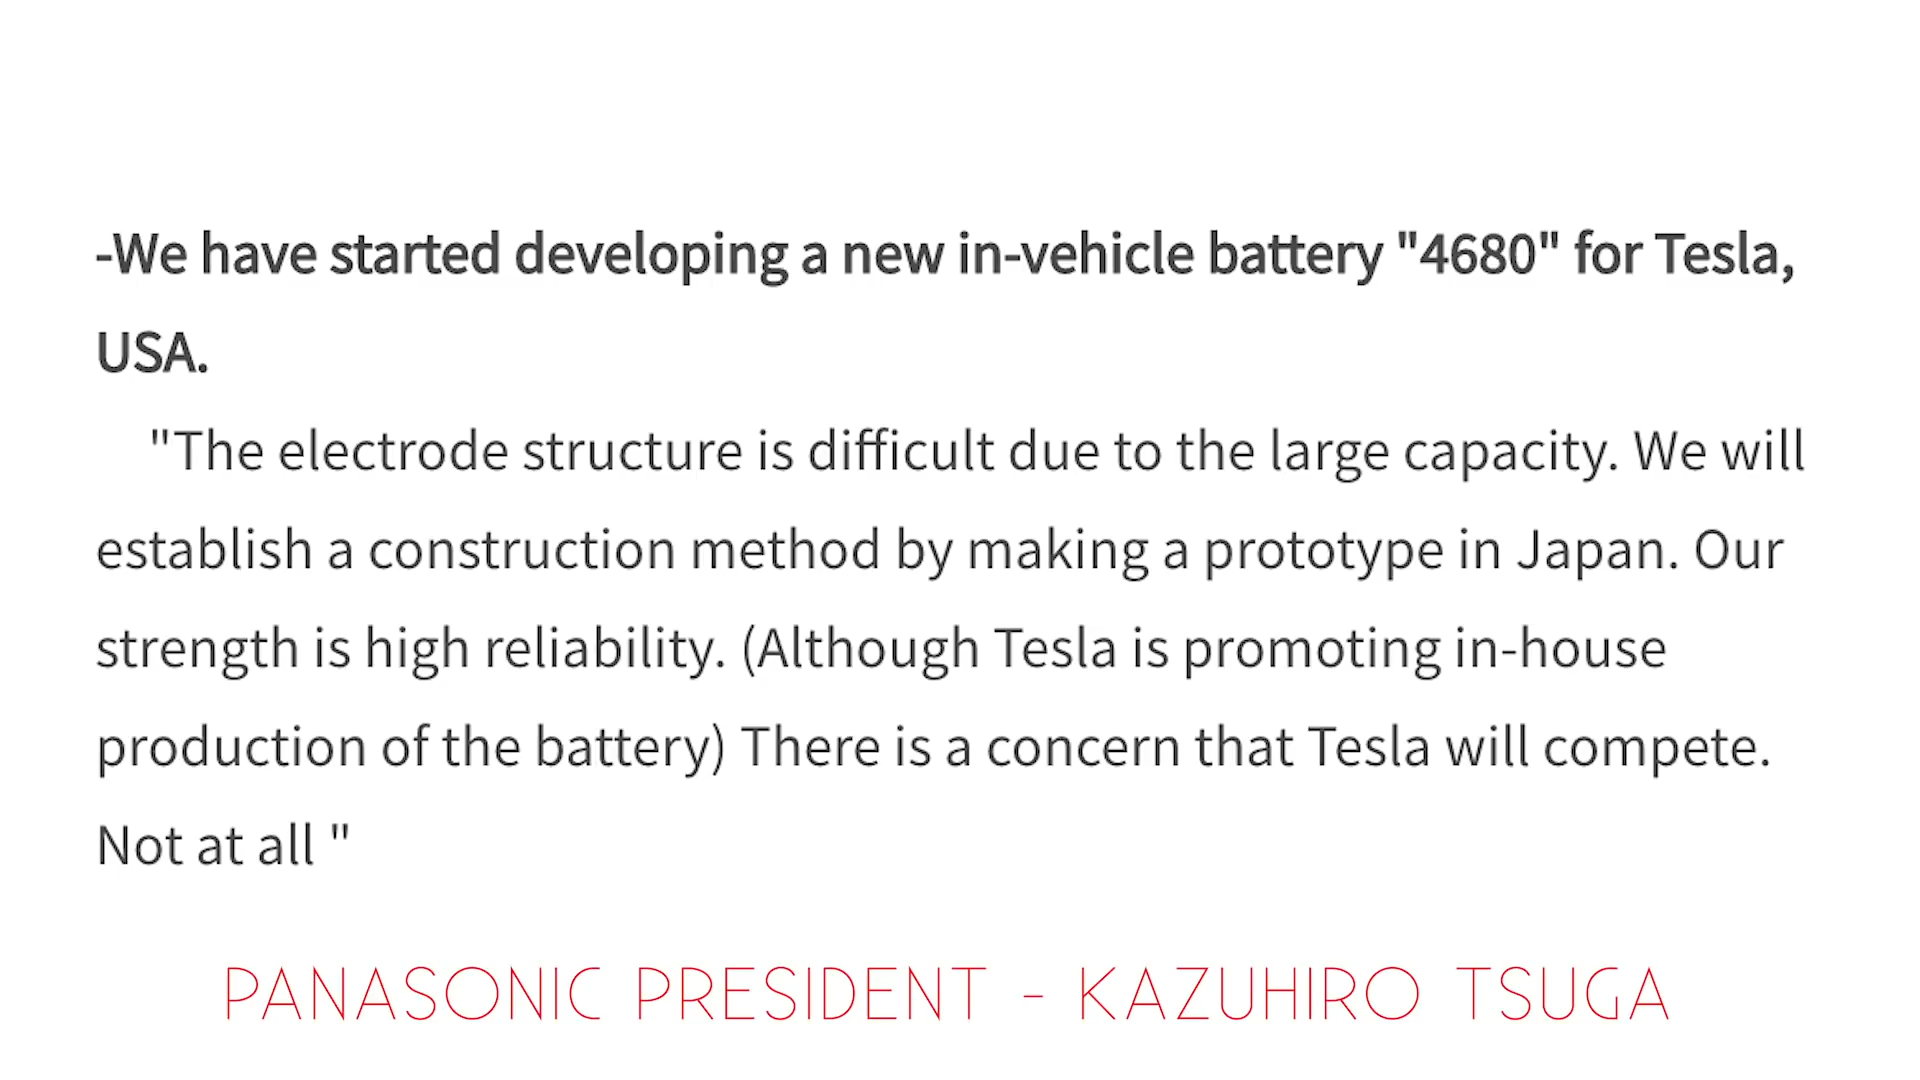 -We have started developing a new in-vehicle battery "4680" for Tesla,
USA.
"The electrode structure is difficult due to the large capacity. We will
establish a construction method by making a prototype in Japan. Our
strength is high reliability. (Although Tesla is promoting in-house
production of the battery) There is a concern that Tesla will compete.
Not at all "
PANASONIC PRESIDENT - KAZUHIRO TSUGA